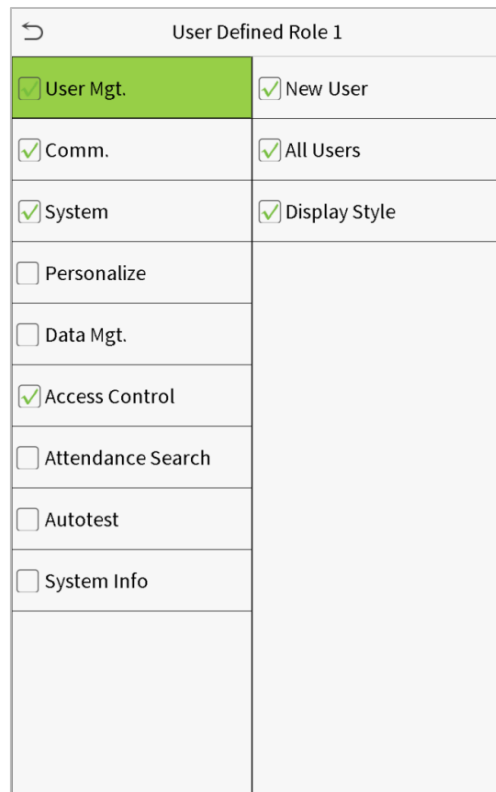 User Defined Role 1
User Mgt.
New User
Comm.
All Users
System
Display Style
Personalize
Data Mgt.
Access Control
Attendance Search
Autotest
System Info